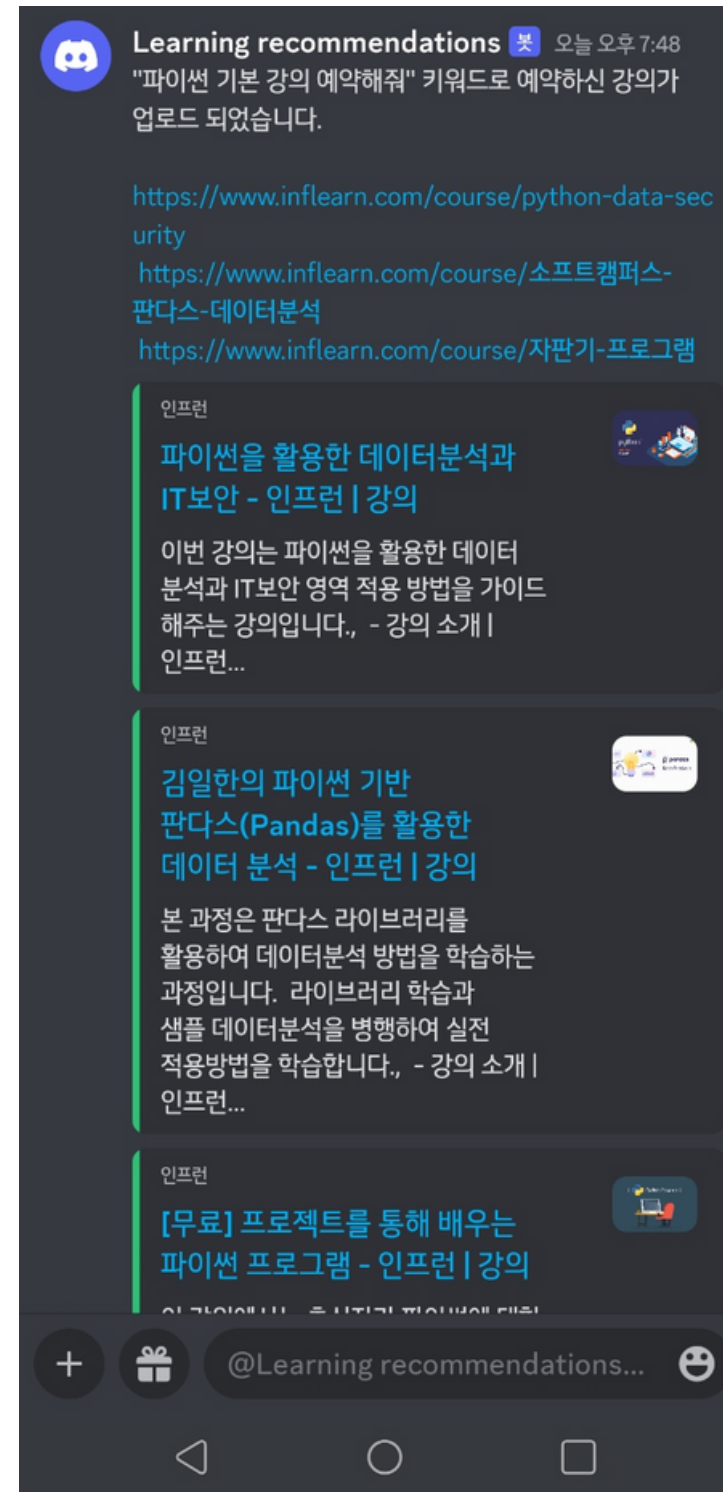 Learning recommendations 봇 오늘 오후 7:48
"파이썬 기본 강의 예약해줘" 키워드로 예약하신 강의가
업로드 되었습니다.
https://www.inflearn.com/course/python-data-sec
urity
https://www.inflearn.com/course/소프트캠퍼스-
판다스-데이터분석
https://www.inflearn.com/course/자판기-프로그램
인프런
파이썬을 활용한 데이터분석과
IT보안 - 인프런 | 강의
이번 강의는 파이썬을 활용한 데이터
분석과 IT보안 영역 적용 방법을 가이드
해주는 강의입니다., - 강의 소개 |
인프런...
인프런
김일한의 파이썬 기반
판다스(Pandas)를 활용한
데이터 분석 - 인프런 | 강의
본 과정은 판다스 라이브러리를
활용하여 데이터분석 방법을 학습하는
과정입니다. 라이브러리 학습과
샘플 데이터분석을 병행하여 실전
적용방법을 학습합니다., - 강의 소개 |
인프런...
인프런
[무료] 프로젝트를 통해 배우는
파이썬 프로그램 - 인프런 | 강의
@Learning recommendations...